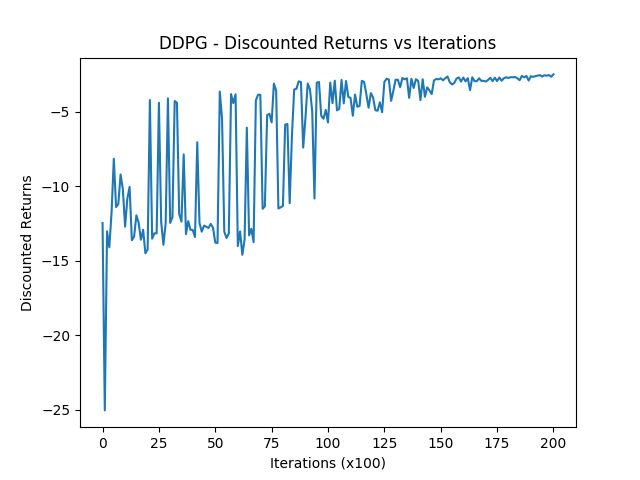 DDPG - Discounted Returns vs Iterations
−5
−10
−15
−20
−25
Discounted Returns
0 25 50 75 100 125 150 175 200
Iterations (x100)